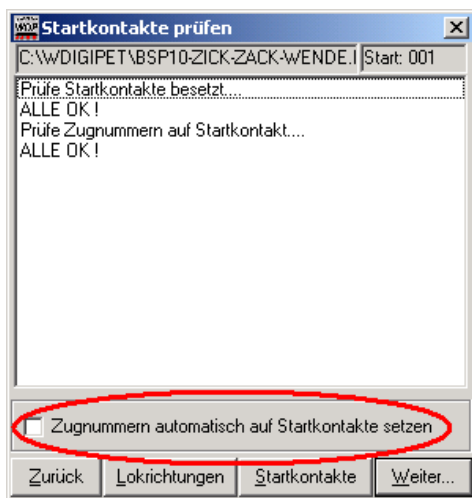 WDP Startkontakte prüfen
C:\WDIGIPET\BSP10-ZICK-ZACK-WENDE. Start: 001
Prüfe Startkontakte besetzt....
ALLE OK !
Prüfe Zugnummern auf Startkontakt....
ALLE OK !
Zugnummern automatisch auf Startkontakte setzen
Zurück Lokrichtungen Startkontakte Weiter...